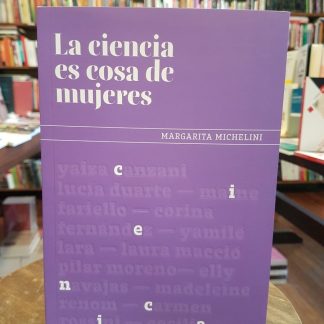 La ciencia
es cosa de
mujeres
MARGARITA MICHELINI
yaiza canzani
lucía duarte — maine
fariello — corina
fernández — yamile
lara — laura macció
pilar moreno — elly
navajas — madeleine
renom — carmen